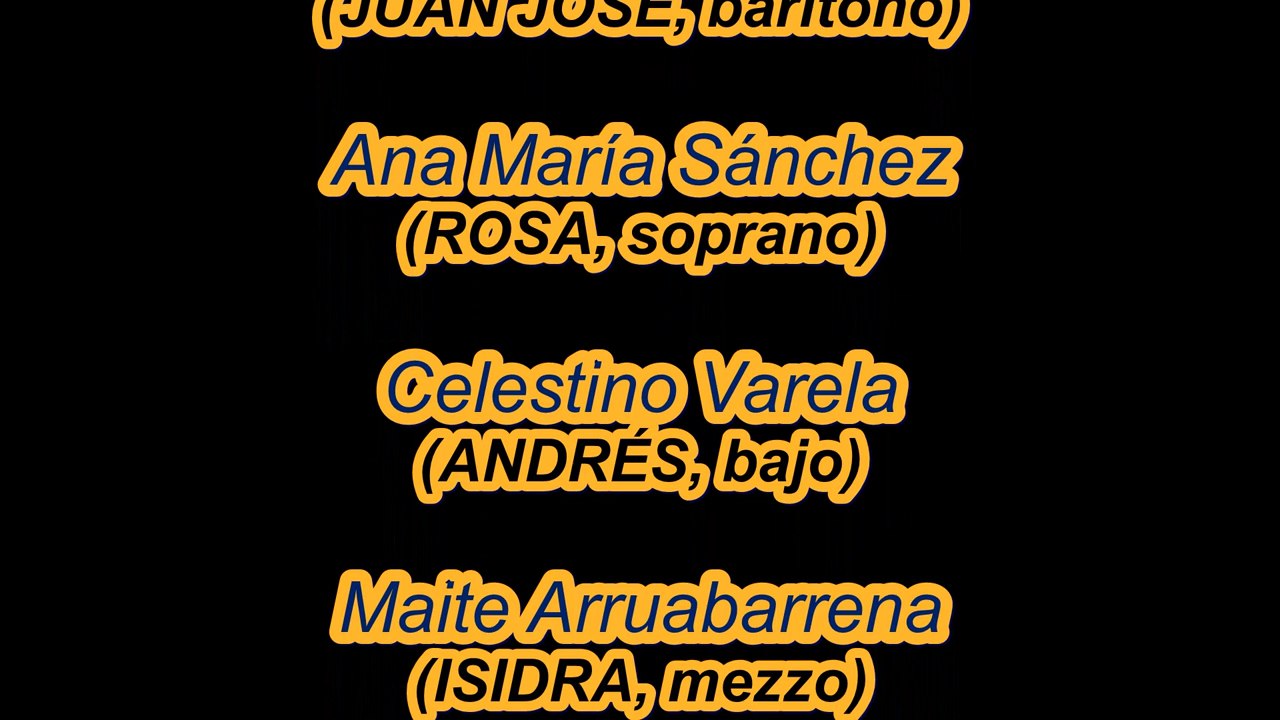 (JUAN JOSÉ, barítono)
Ana María Sánchez
(ROSA, soprano)
Celestino Varela
(ANDRÉS, bajo)
Maite Arruabarrena
(ISIDRA, mezzo)